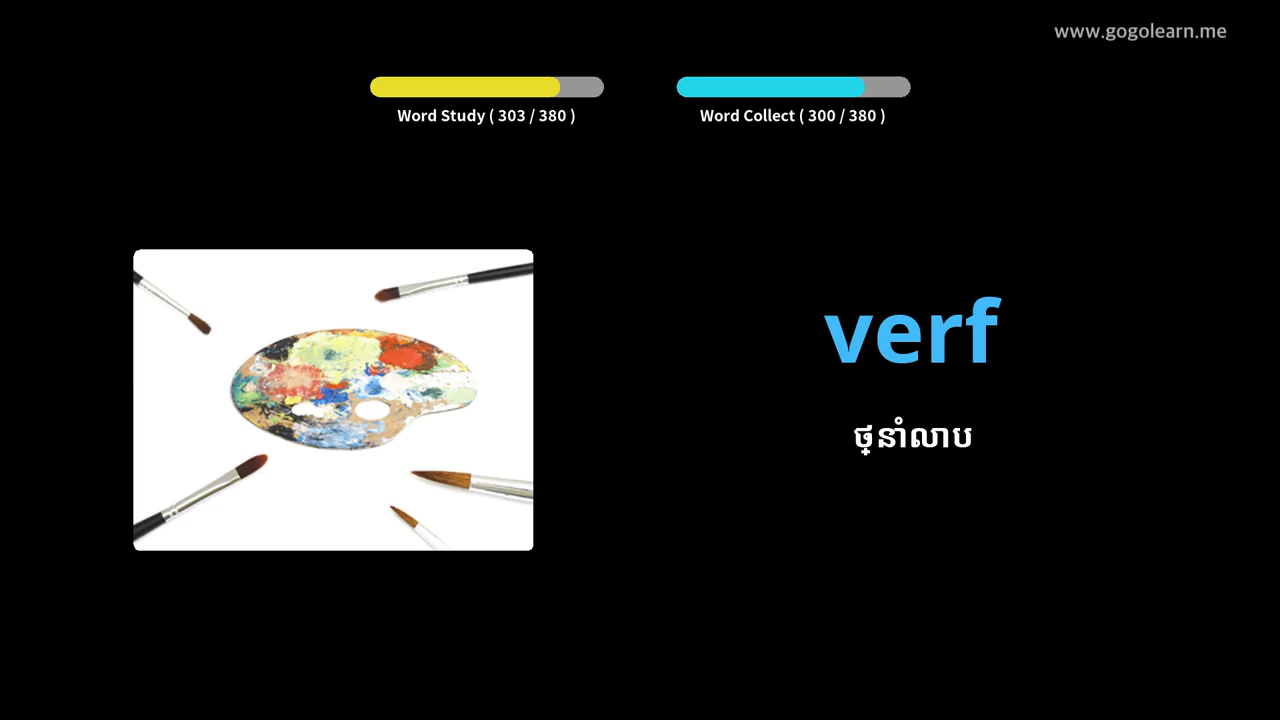 www.gogolearn.me
Word Study ( 303 / 380 )
Word Collect ( 300 / 380 )
verf
ថ្នាំលាប